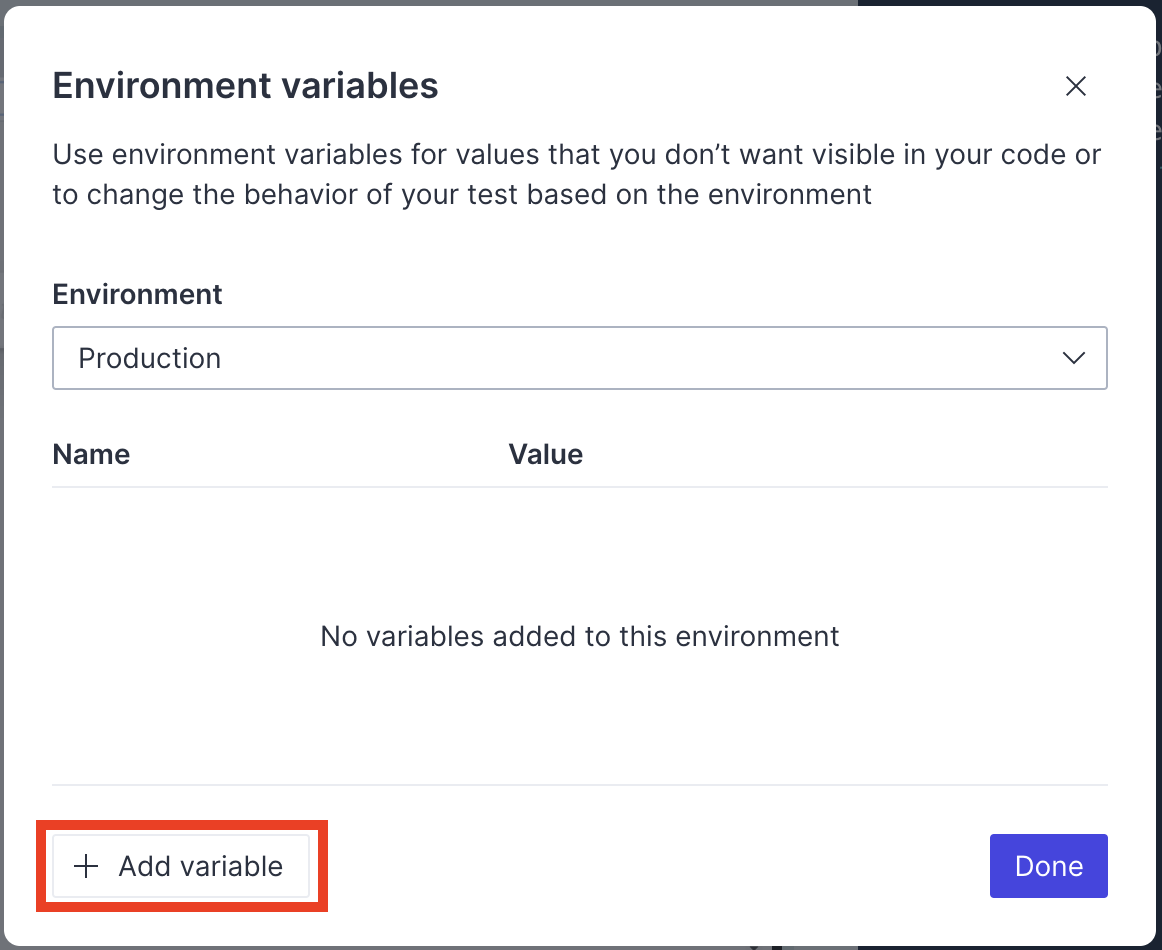 Environment variables
Use environment variables for values that you don’t want visible in your code or
to change the behavior of your test based on the environment
Environment
Production
Name Value
No variables added to this environment
Add variable
Done